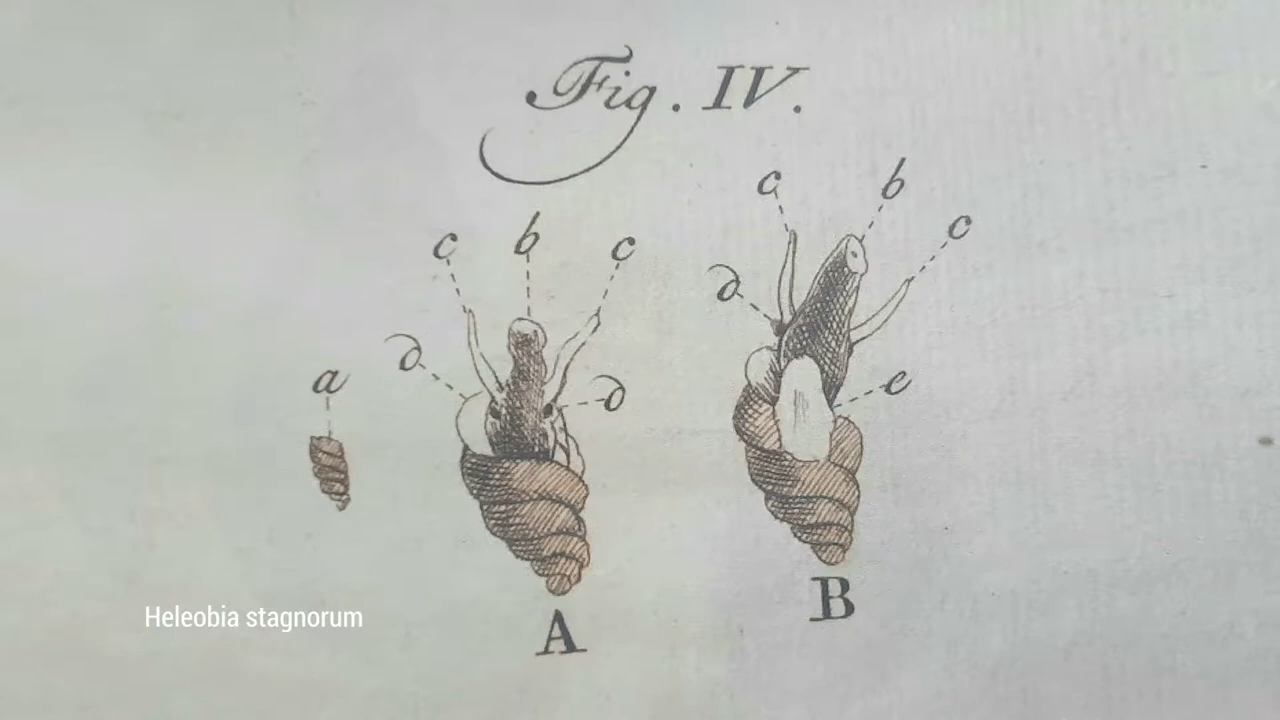 Fig. IV.
c b
c b c c
d
d
a d e
B
Heleobia stagnorum
A